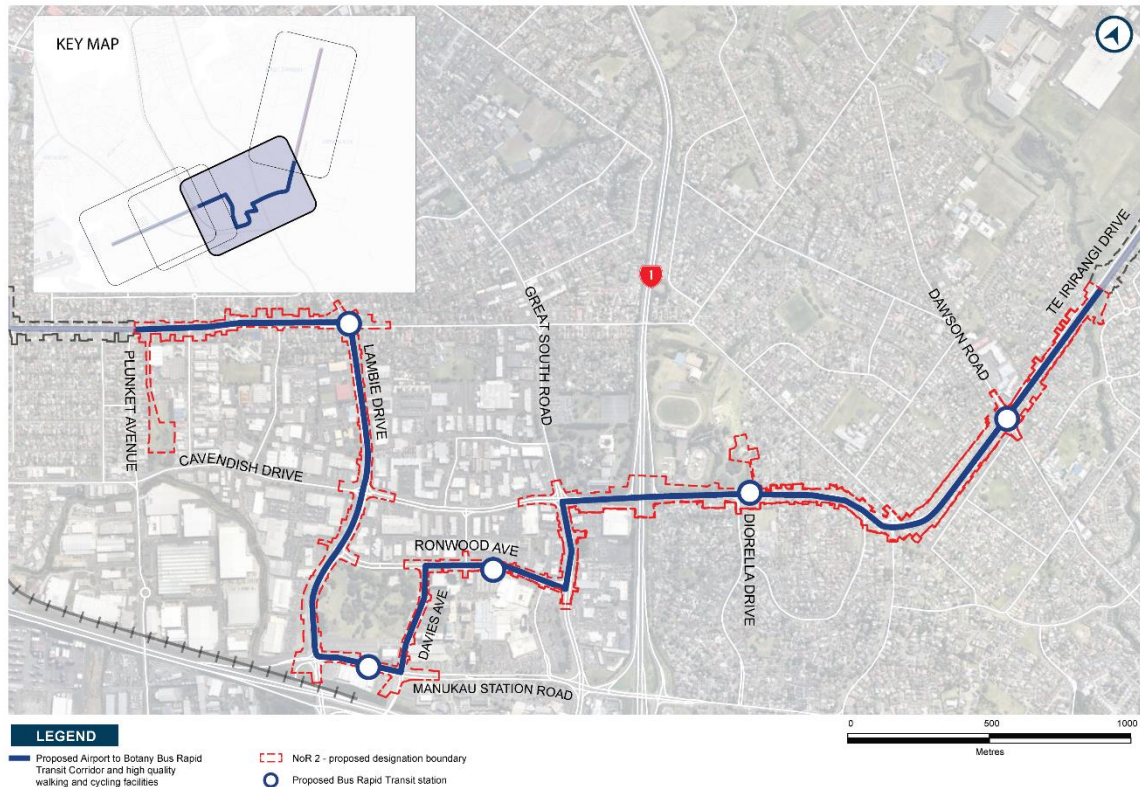 KEY MAP
1
TE IRIRANGI DRIVE
DAWSON ROAD
GREAT SOUTH ROAD
LAMBIE DRIVE
PLUNKET AVENUE
CAVENDISH DRIVE
RONWOOD AVE
DIORELLA DRIVE
DAVIES AVE
MANUKAU STATION ROAD
LEGEND
Proposed Airport to Botany Bus Rapid
Transit Corridor and high quality
walking and cycling facilities
NoR 2 - proposed designation boundary
Proposed Bus Rapid Transit station
0 500 1000
Metres